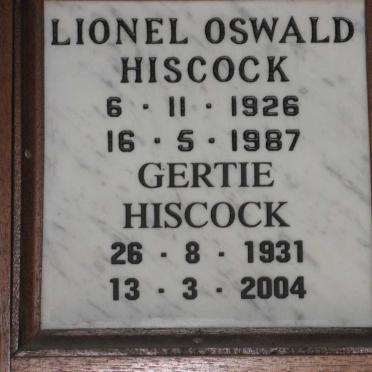 LIONEL OSWALD
HISCOCK
6 · 11 · 1926
16 · 5 · 1987
GERTIE
HISCOCK
26 · 8 · 1931
13 · 3 · 2004